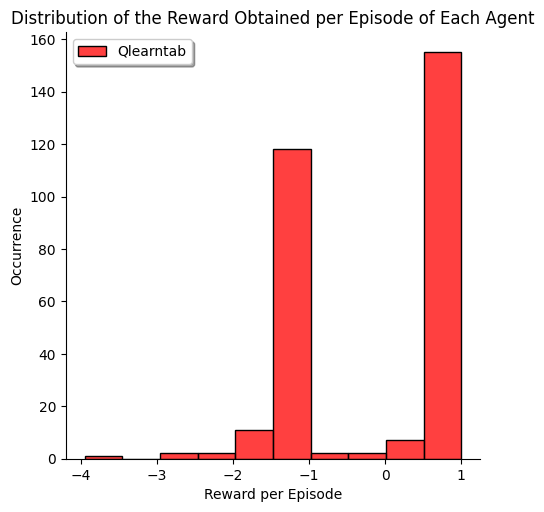 Distribution of the Reward Obtained per Episode of Each Agent
Qlearntab
160
140
120
100
80
60
40
20
0
−4 −3 −2 −1 0 1
Occurrence
Reward per Episode